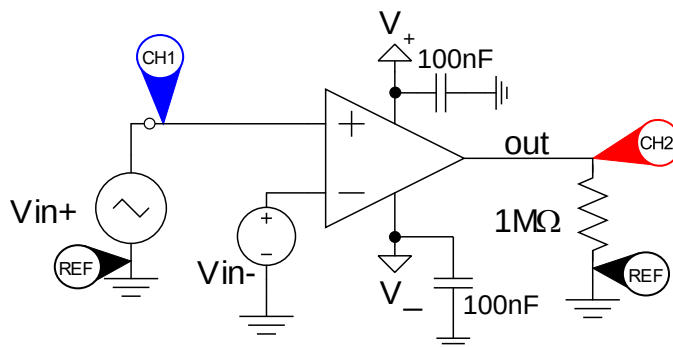 V+
100nF
CH1
+
out
CH2
−
Vin+
+
−
1MΩ
REF
Vin-
V_
100nF
REF